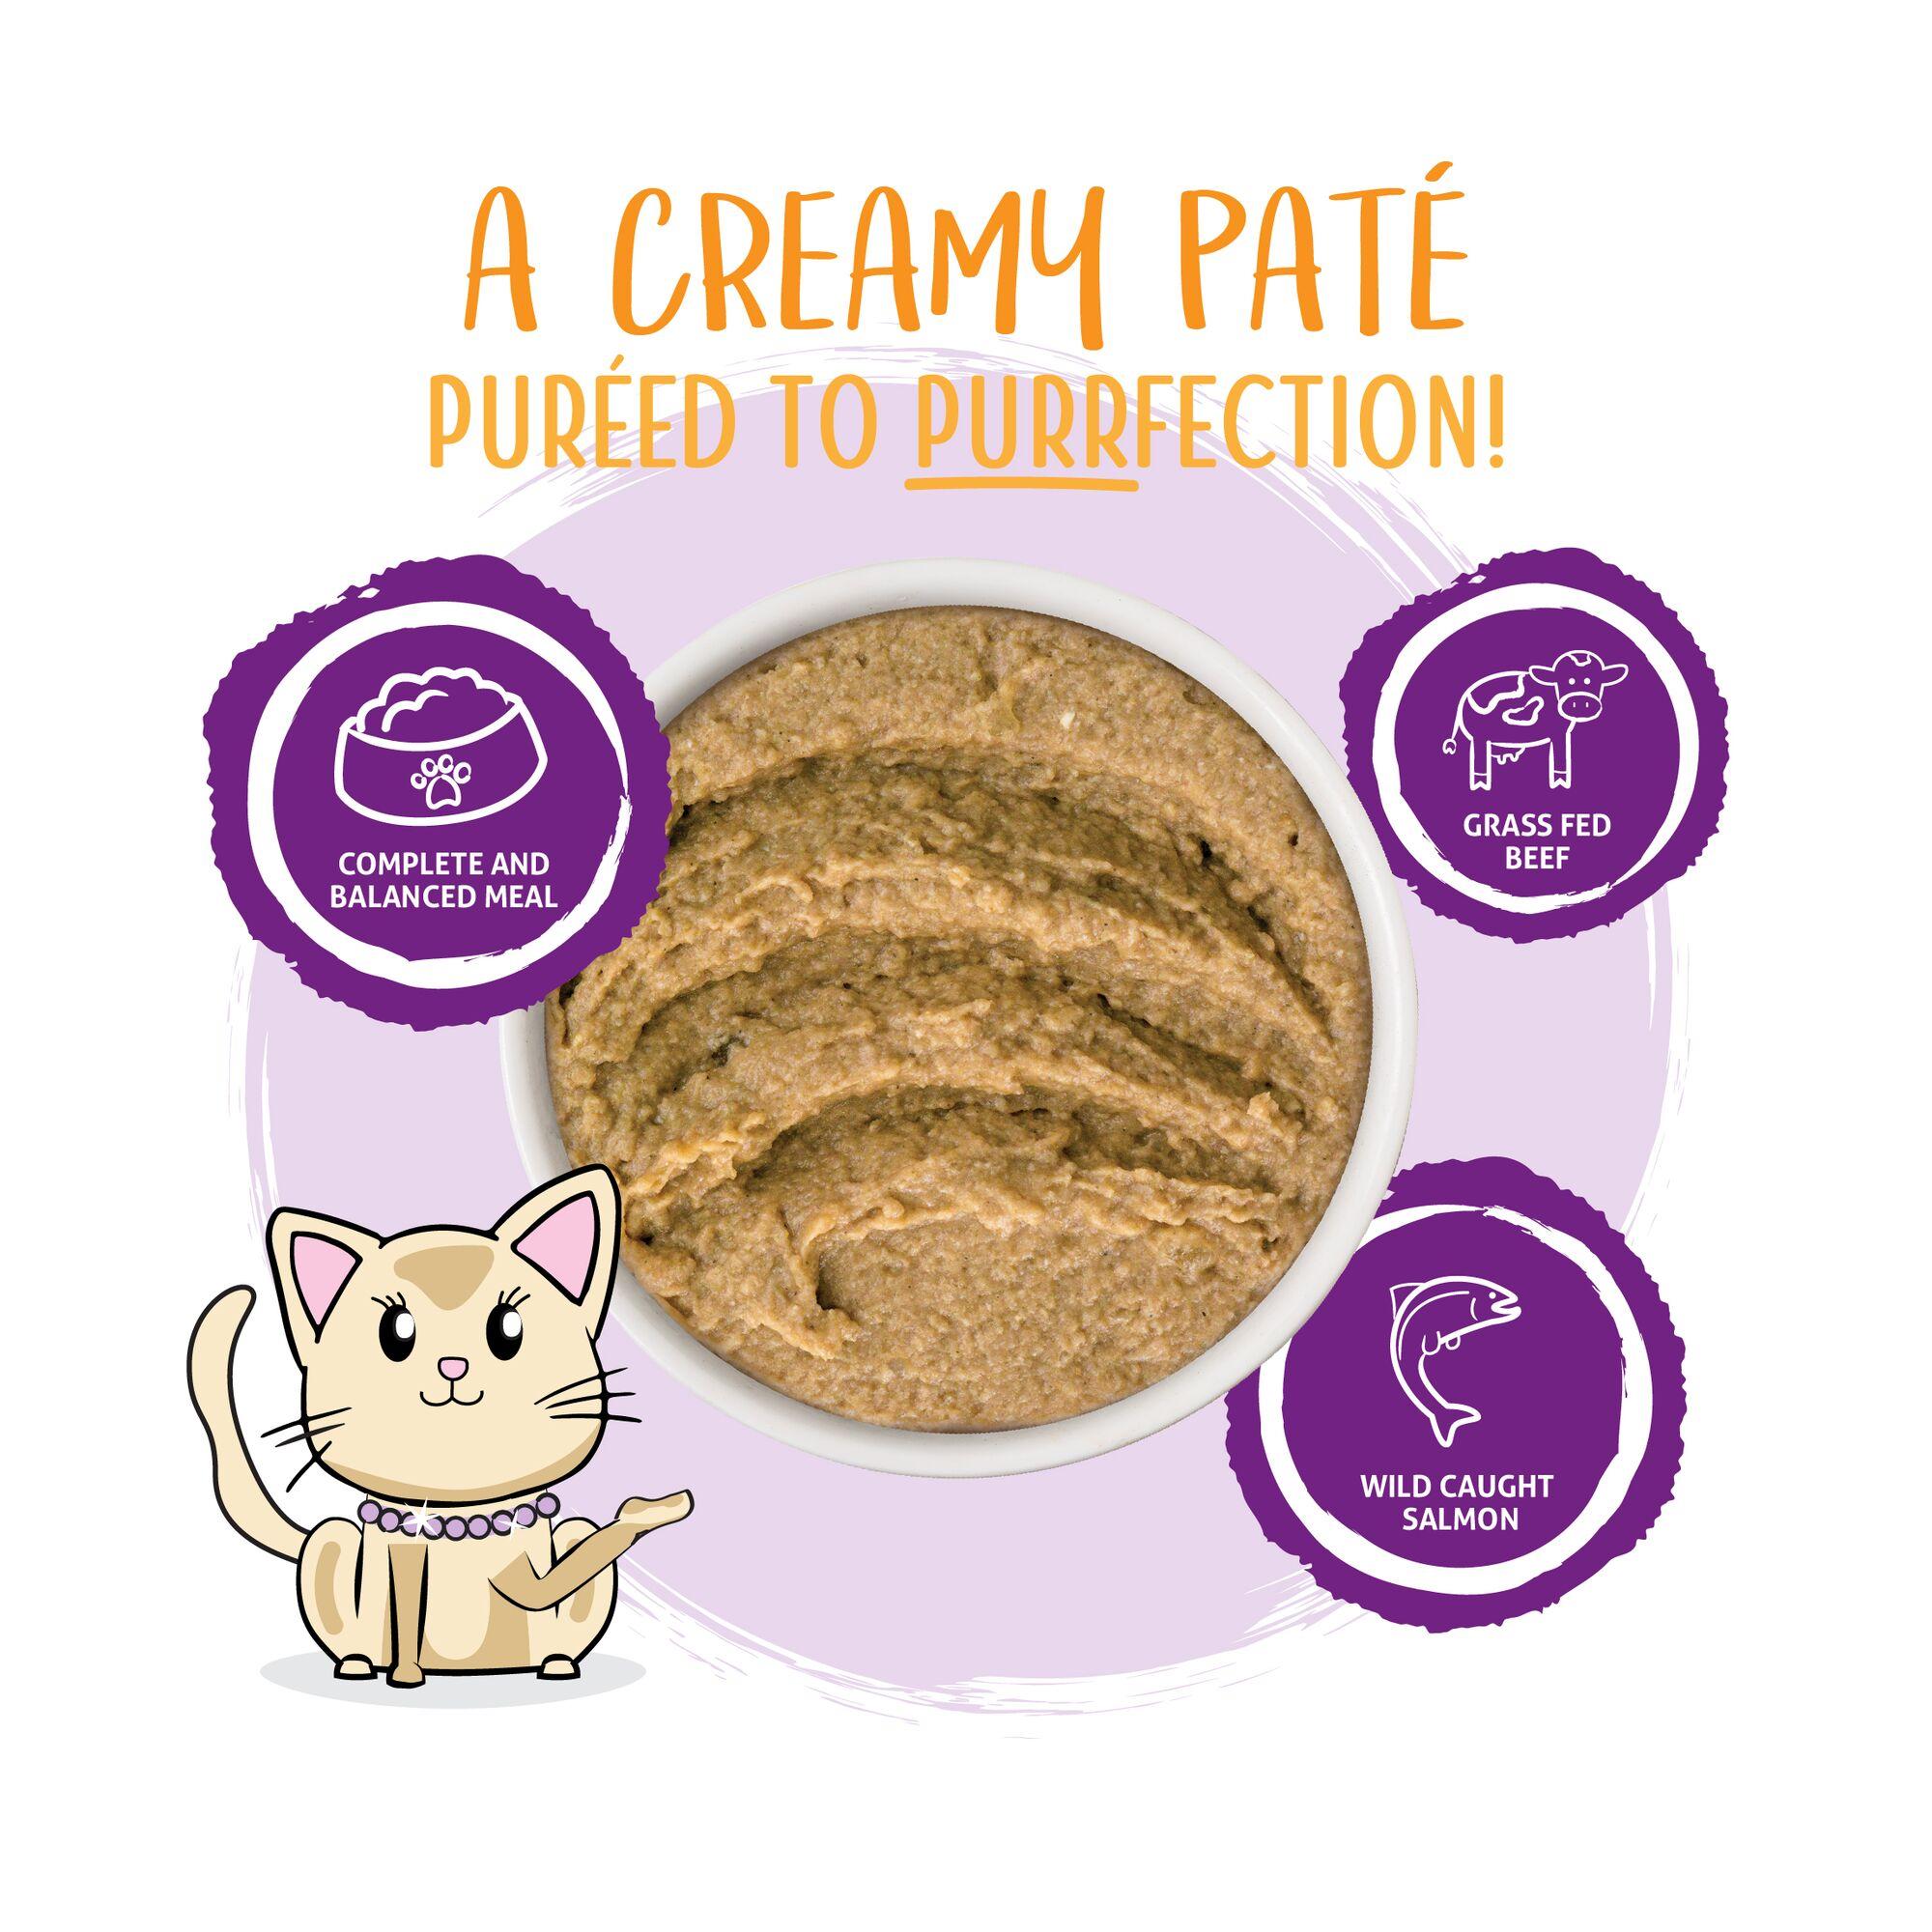 A CREAMY PATÉ
PURÉED TO PURRFECTION!
COMPLETE AND
BALANCED MEAL
GRASS FED
BEEF
WILD CAUGHT
SALMON